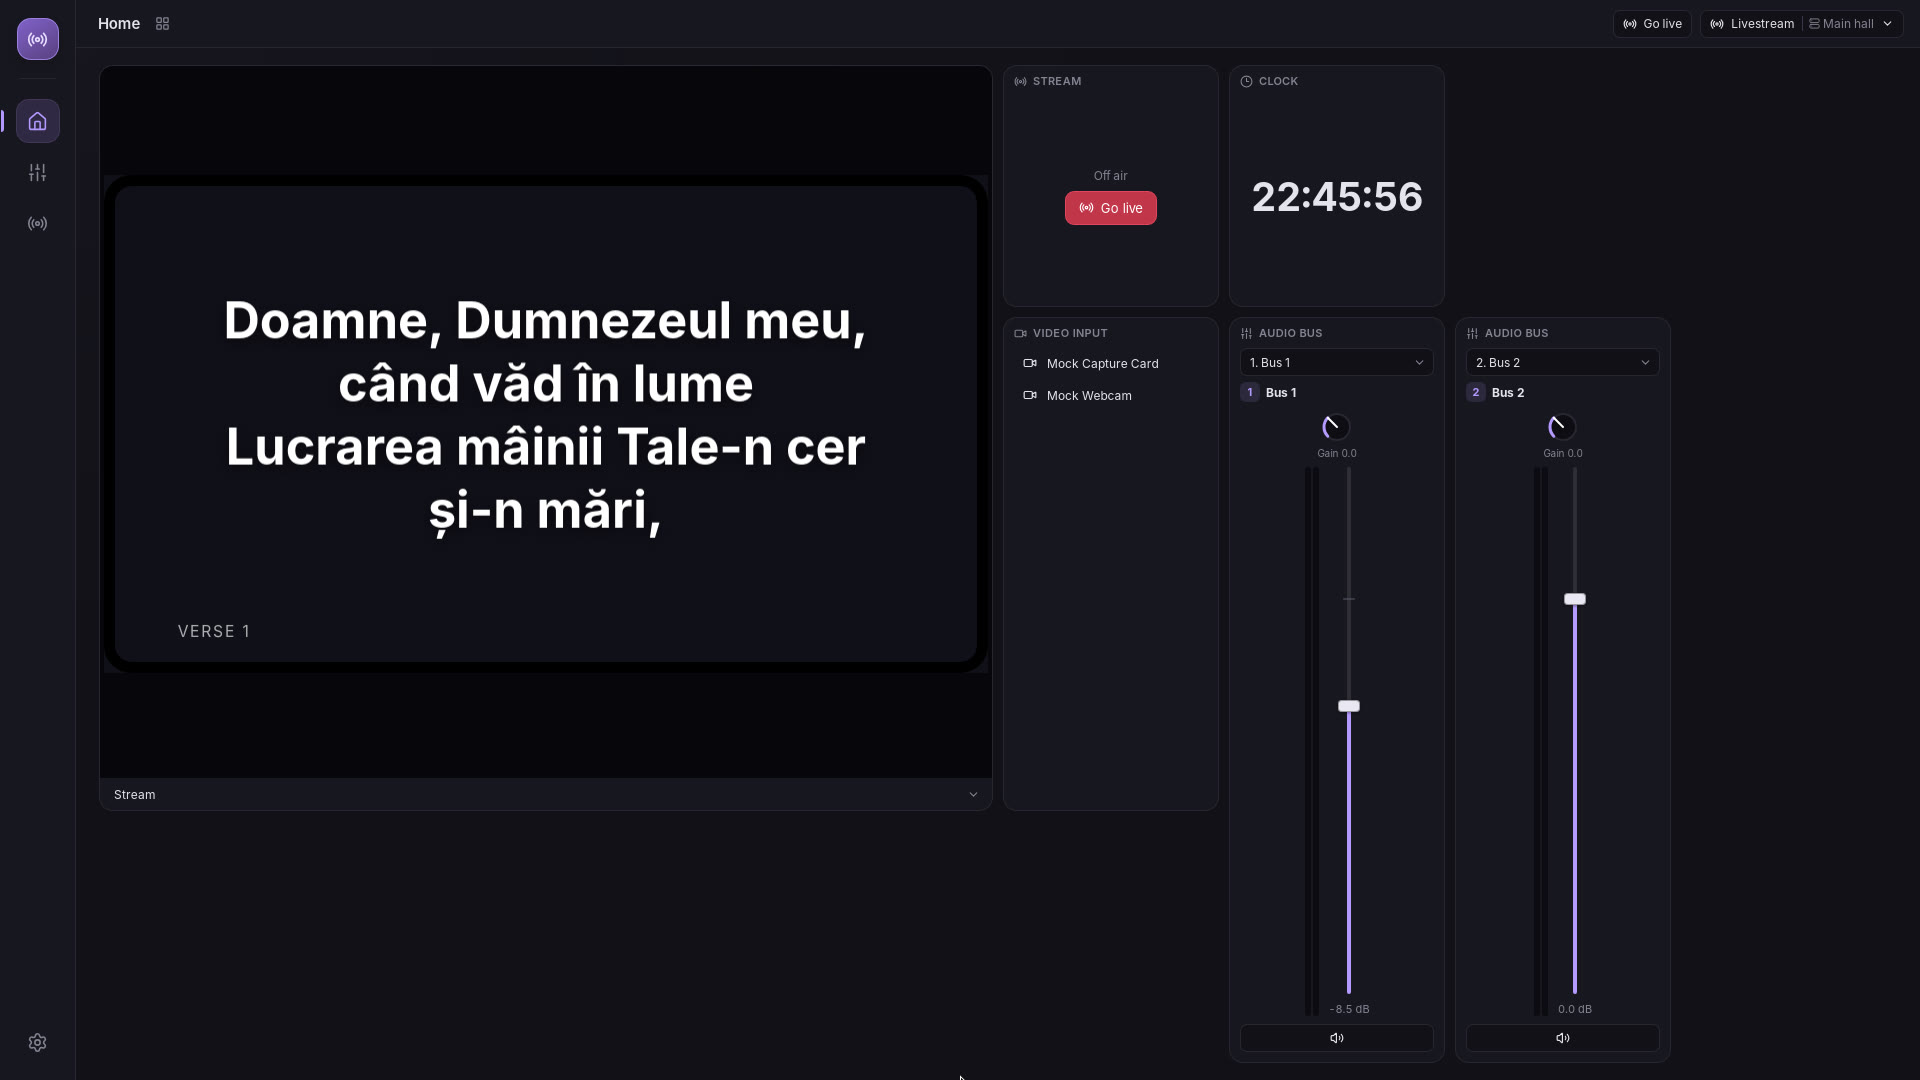 Home
Go live
Livestream
Main hall
STREAM
Off air
Go live
CLOCK
22:45:56
Doamne, Dumnezeul meu,
când văd în lume
Lucrarea mâinii Tale-n cer
și-n mări,
VERSE 1
Stream
VIDEO INPUT
Mock Capture Card
Mock Webcam
AUDIO BUS
1. Bus 1
1 Bus 1
Gain 0.0
-8.5 dB
AUDIO BUS
2. Bus 2
2 Bus 2
Gain 0.0
0.0 dB